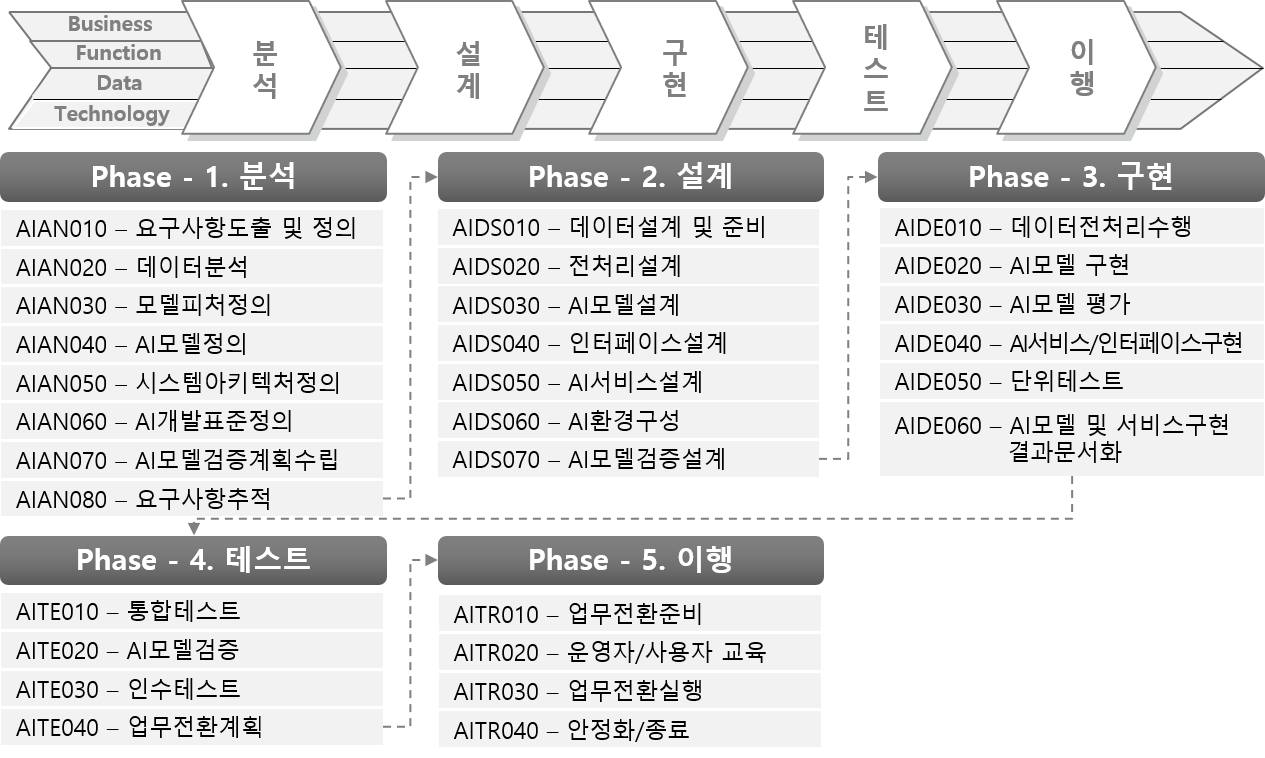 Business
Function
Data
Technology
분석
설계
구현
테스트
이행
Phase - 1. 분석
AIAN010 – 요구사항도출 및 정의
AIAN020 – 데이터분석
AIAN030 – 모델피처정의
AIAN040 – AI모델정의
AIAN050 – 시스템아키텍처정의
AIAN060 – AI개발표준정의
AIAN070 – AI모델검증계획수립
AIAN080 – 요구사항추적
Phase - 2. 설계
AIDS010 – 데이터설계 및 준비
AIDS020 – 전처리설계
AIDS030 – AI모델설계
AIDS040 – 인터페이스설계
AIDS050 – AI서비스설계
AIDS060 – AI환경구성
AIDS070 – AI모델검증설계
Phase - 3. 구현
AIDE010 – 데이터전처리수행
AIDE020 – AI모델 구현
AIDE030 – AI모델 평가
AIDE040 – AI서비스/인터페이스구현
AIDE050 – 단위테스트
AIDE060 – AI모델 및 서비스구현
결과문서화
Phase - 4. 테스트
AITE010 – 통합테스트
AITE020 – AI모델검증
AITE030 – 인수테스트
AITE040 – 업무전환계획
Phase - 5. 이행
AITR010 – 업무전환준비
AITR020 – 운영자/사용자 교육
AITR030 – 업무전환실행
AITR040 – 안정화/종료